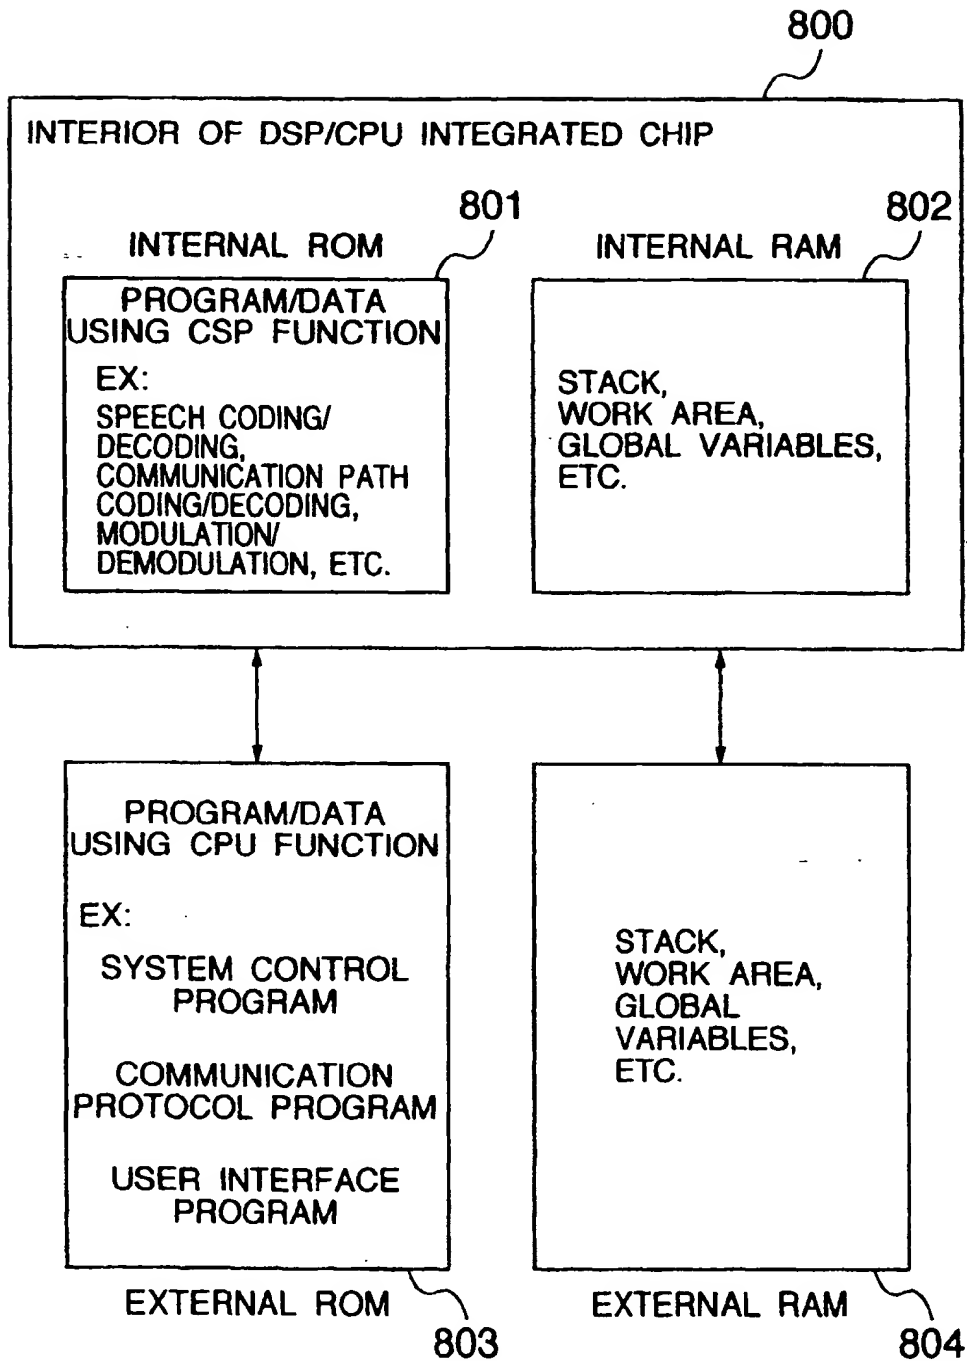 800
INTERIOR OF DSP/CPU INTEGRATED CHIP
801
INTERNAL ROM
PROGRAM/DATA
USING CSP FUNCTION
EX:
SPEECH CODING/
DECODING,
COMMUNICATION PATH
CODING/DECODING,
MODULATION/
DEMODULATION, ETC.
802
INTERNAL RAM
STACK,
WORK AREA,
GLOBAL VARIABLES,
ETC.
PROGRAM/DATA
USING CPU FUNCTION
EX:
SYSTEM CONTROL
PROGRAM
COMMUNICATION
PROTOCOL PROGRAM
USER INTERFACE
PROGRAM
EXTERNAL ROM
803
STACK,
WORK AREA,
GLOBAL
VARIABLES,
ETC.
EXTERNAL RAM
804